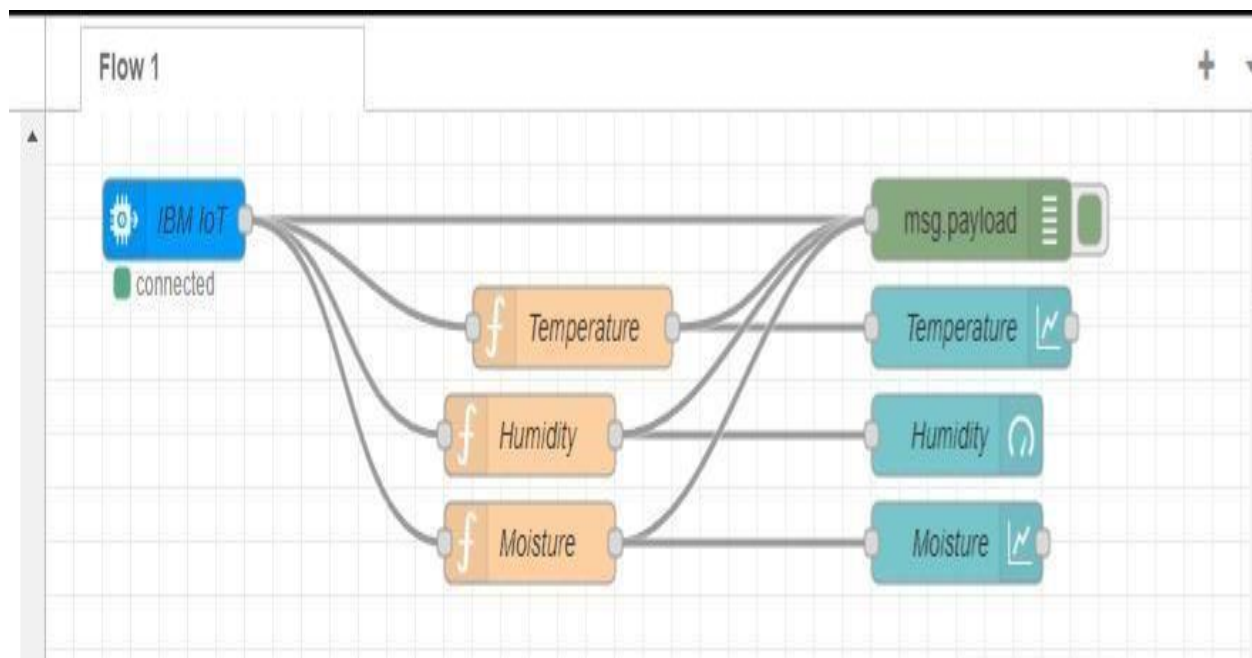 Flow 1
IBM IoT
connected
msg.payload
Temperature
Temperature
Humidity
Humidity
Moisture
Moisture